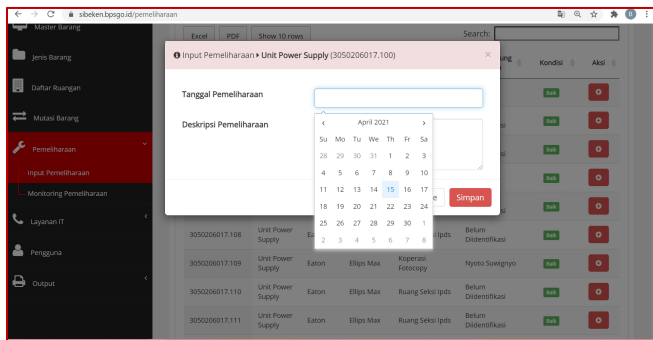 sibeken.bpsgo.id/pemeliharaan
Master Barang
Jenis Barang
Daftar Ruangan
Mutasi Barang
Pemeliharaan
Input Pemeliharaan
Monitoring Pemeliharaan
Layanan IT
Pengguna
Output
Excel PDF Show 10 rows Search:
Kondisi Aksi
Input Pemeliharaan Unit Power Supply (3050206017.100) ×
Tanggal Pemeliharaan
Deskripsi Pemeliharaan
‹ April 2021 ›
Su Mo Tu We Th Fr Sa
28 29 30 31 1 2 3
4 5 6 7 8 9 10
11 12 13 14 15 16 17
18 19 20 21 22 23 24
25 26 27 28 29 30 1
2 3 4 5 6 7 8
Simpan
Baik
Baik
Baik
Baik
Baik
3050206017.108 Unit Power Supply Belum Diidentifikasi Baik
3050206017.109 Unit Power Supply Eaton Ellips Max Koperasi Fotocopy Nyoto Suwignyo Baik
3050206017.110 Unit Power Supply Eaton Ellips Max Ruang Seksi Ipds Belum Diidentifikasi Baik
3050206017.111 Unit Power Supply Eaton Ellips Max Ruang Seksi Ipds Belum Diidentifikasi Baik